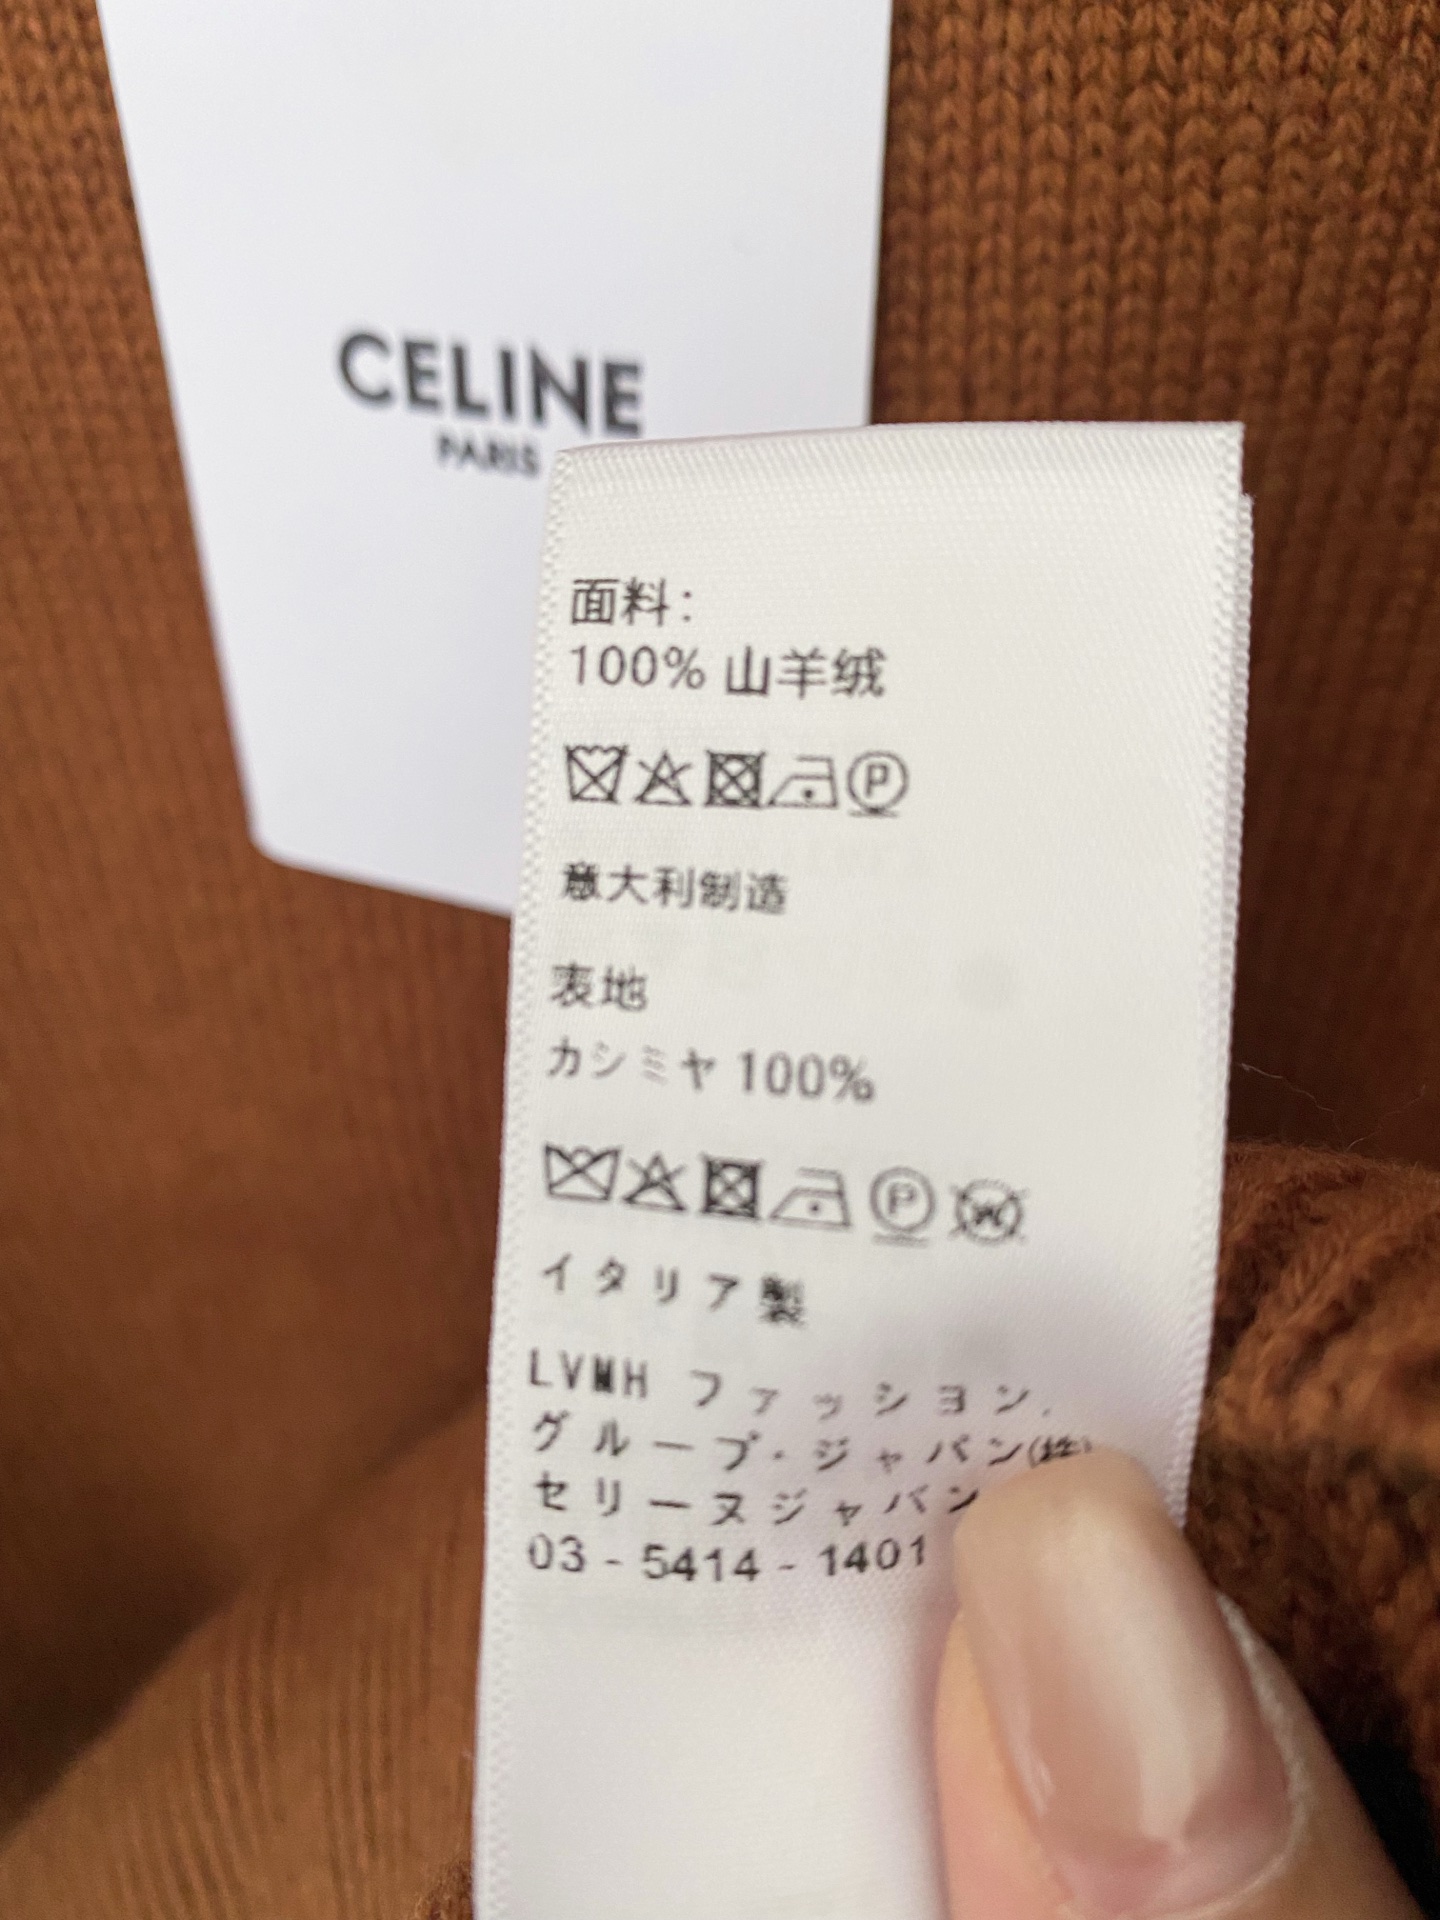 CELINE
PARIS
面料:
100% 山羊绒
P
意大利制造
表地
カシミヤ 100%
P W
イタリア製
LVMH ファッション.
グループ・ジャパン(株)
セリーヌジャパン
03-5414-1401